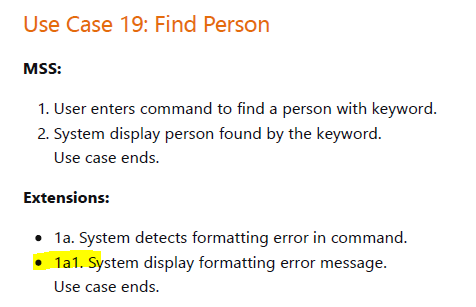 Use Case 19: Find Person
MSS:
1. User enters command to find a person with keyword.
2. System display person found by the keyword.
Use case ends.
Extensions:
• 1a. System detects formatting error in command.
• 1a1. System display formatting error message.
Use case ends.